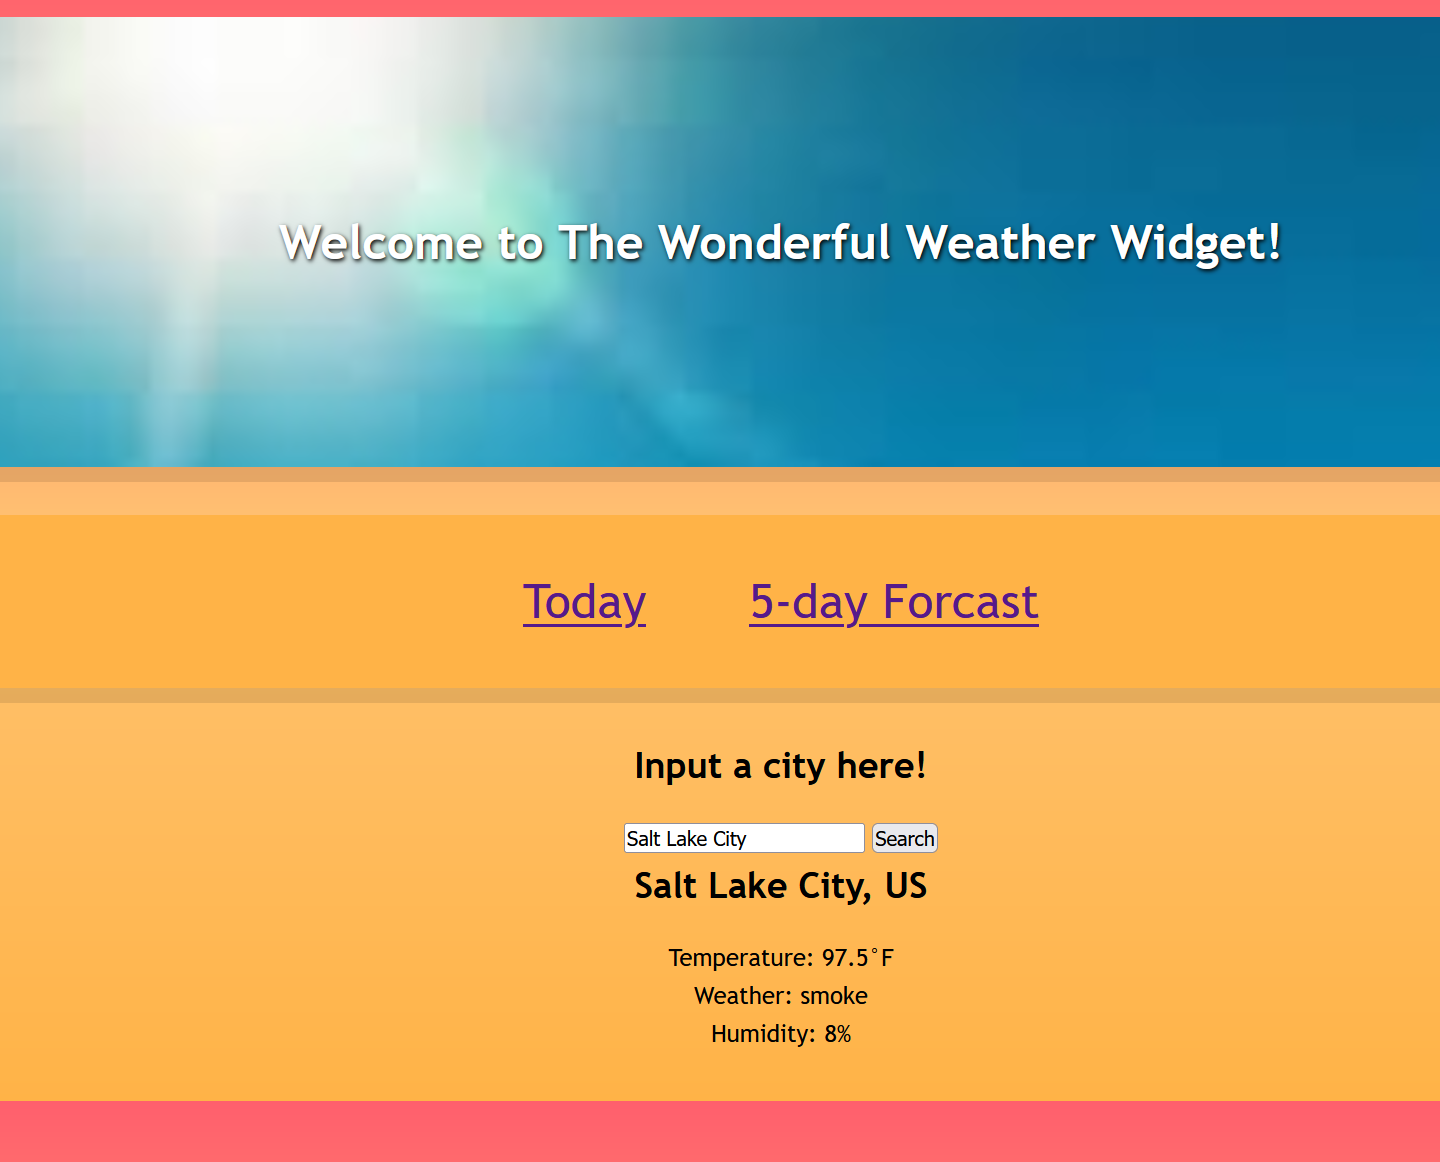 Welcome to The Wonderful Weather Widget!
Today 5-day Forcast
Input a city here!
Salt Lake City Search
Salt Lake City, US
Temperature: 97.5°F
Weather: smoke
Humidity: 8%